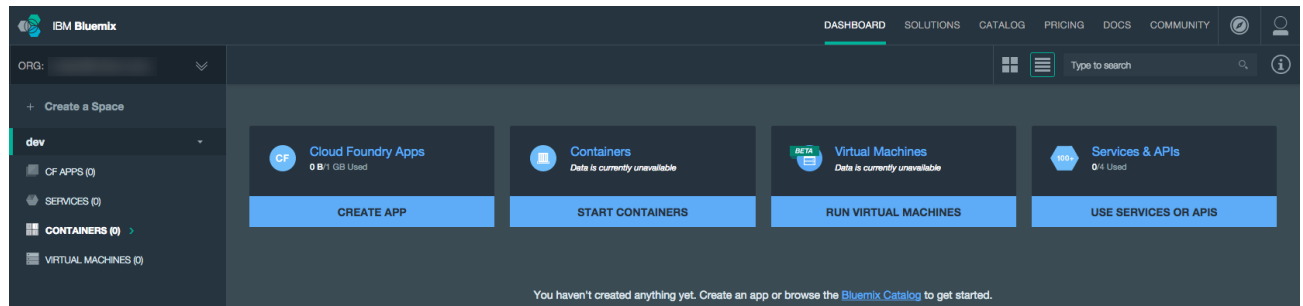 IBM Bluemix
DASHBOARD SOLUTIONS CATALOG PRICING DOCS COMMUNITY
ORG:
Type to search
+ Create a Space
dev
CF APPS (0)
SERVICES (0)
CONTAINERS (0) >
VIRTUAL MACHINES (0)
CF
Cloud Foundry Apps
0 B/1 GB Used
CREATE APP
Containers
Data is currently unavailable
START CONTAINERS
BETA
Virtual Machines
Data is currently unavailable
RUN VIRTUAL MACHINES
100+
Services & APIs
0/4 Used
USE SERVICES OR APIS
You haven't created anything yet. Create an app or browse the Bluemix Catalog to get started.